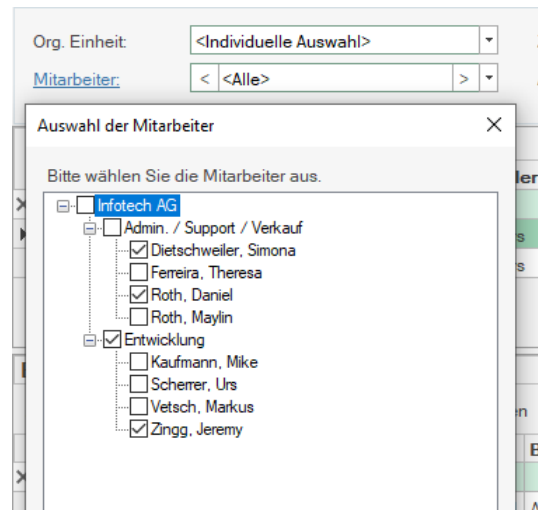 Org. Einheit: <Individuelle Auswahl>
Mitarbeiter: < <Alle> >
Auswahl der Mitarbeiter
Bitte wählen Sie die Mitarbeiter aus.
Infotech AG
Admin. / Support / Verkauf
Dietschweiler, Simona
Ferreira, Theresa
Roth, Daniel
Roth, Maylin
Entwicklung
Kaufmann, Mike
Scherrer, Urs
Vetsch, Markus
Zingg, Jeremy